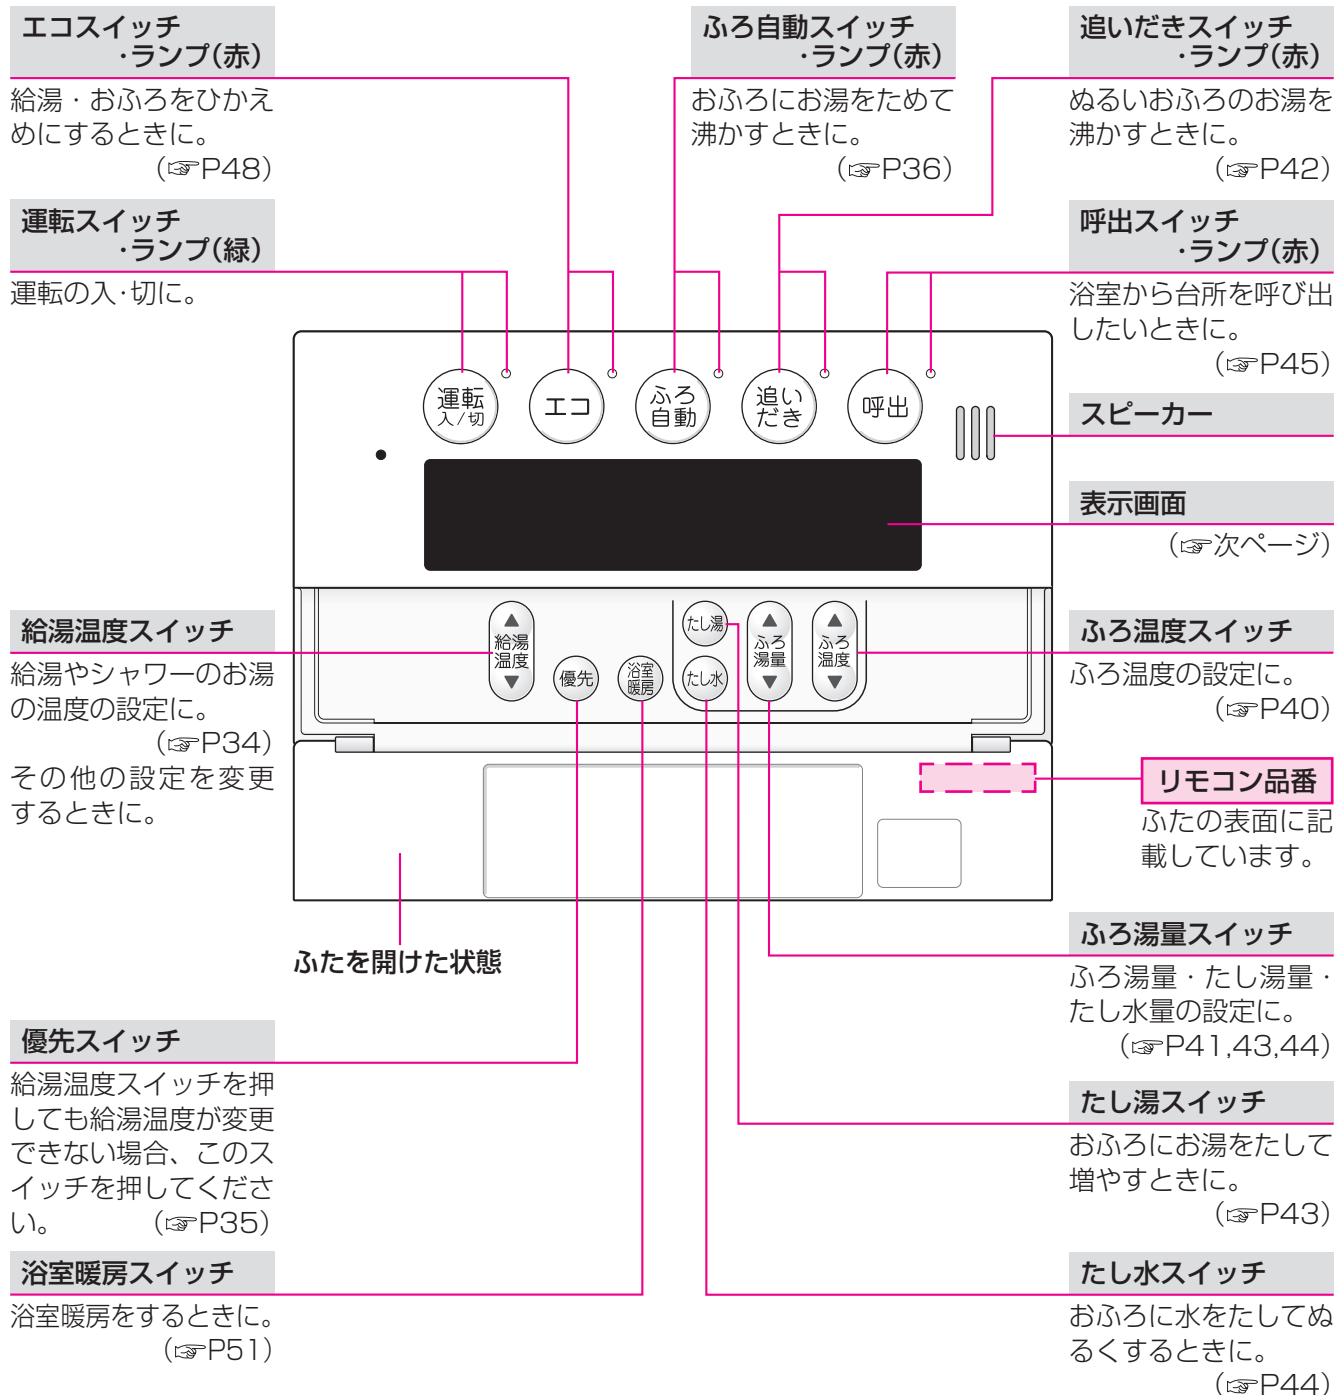 エコスイッチ
・ランプ(赤)
給湯・おふろをひかえ
めにするときに。
(☞P48)
運転スイッチ
・ランプ(緑)
運転の入・切に。
ふろ自動スイッチ
・ランプ(赤)
おふろにお湯をためて
沸かすときに。
(☞P36)
追いだきスイッチ
・ランプ(赤)
ぬるいおふろのお湯を
沸かすときに。
(☞P42)
呼出スイッチ
・ランプ(赤)
浴室から台所を呼び出
したいときに。
(☞P45)
スピーカー
表示画面
(☞次ページ)
運転
入/切
エコ
ふろ
自動
追い
だき
呼出
▲
給湯
温度
▼
優先
浴室
暖房
たし湯
たし水
▲
ふろ
湯量
▼
▲
ふろ
温度
▼
給湯温度スイッチ
給湯やシャワーのお湯
の温度の設定に。
(☞P34)
その他の設定を変更
するときに。
ふろ温度スイッチ
ふろ温度の設定に。
(☞P40)
リモコン品番
ふたの表面に記
載しています。
ふたを開けた状態
ふろ湯量スイッチ
ふろ湯量・たし湯量・
たし水量の設定に。
(☞P41,43,44)
優先スイッチ
給湯温度スイッチを押
しても給湯温度が変更
できない場合、このス
イッチを押してくださ
い。 (☞P35)
たし湯スイッチ
おふろにお湯をたして
増やすときに。
(☞P43)
浴室暖房スイッチ
浴室暖房をするときに。
(☞P51)
たし水スイッチ
おふろに水をたしてぬ
るくするときに。
(☞P44)